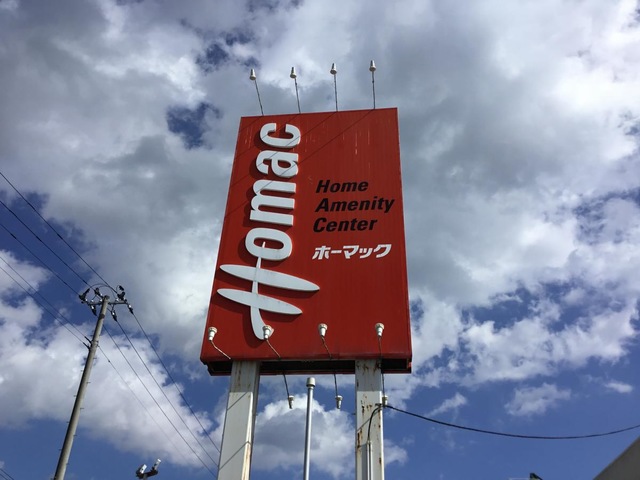 Homac
Home
Amenity
Center
ホーマック